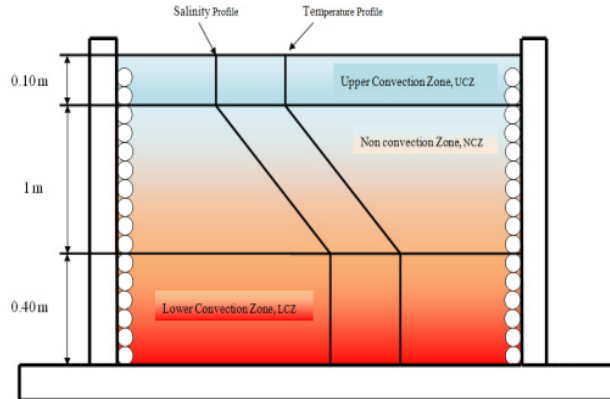 Salinity Profile
Temperature Profile
0.10 m
Upper Convection Zone, UCZ
Non convection Zone, NCZ
1 m
0.40 m
Lower Convection Zone, LCZ